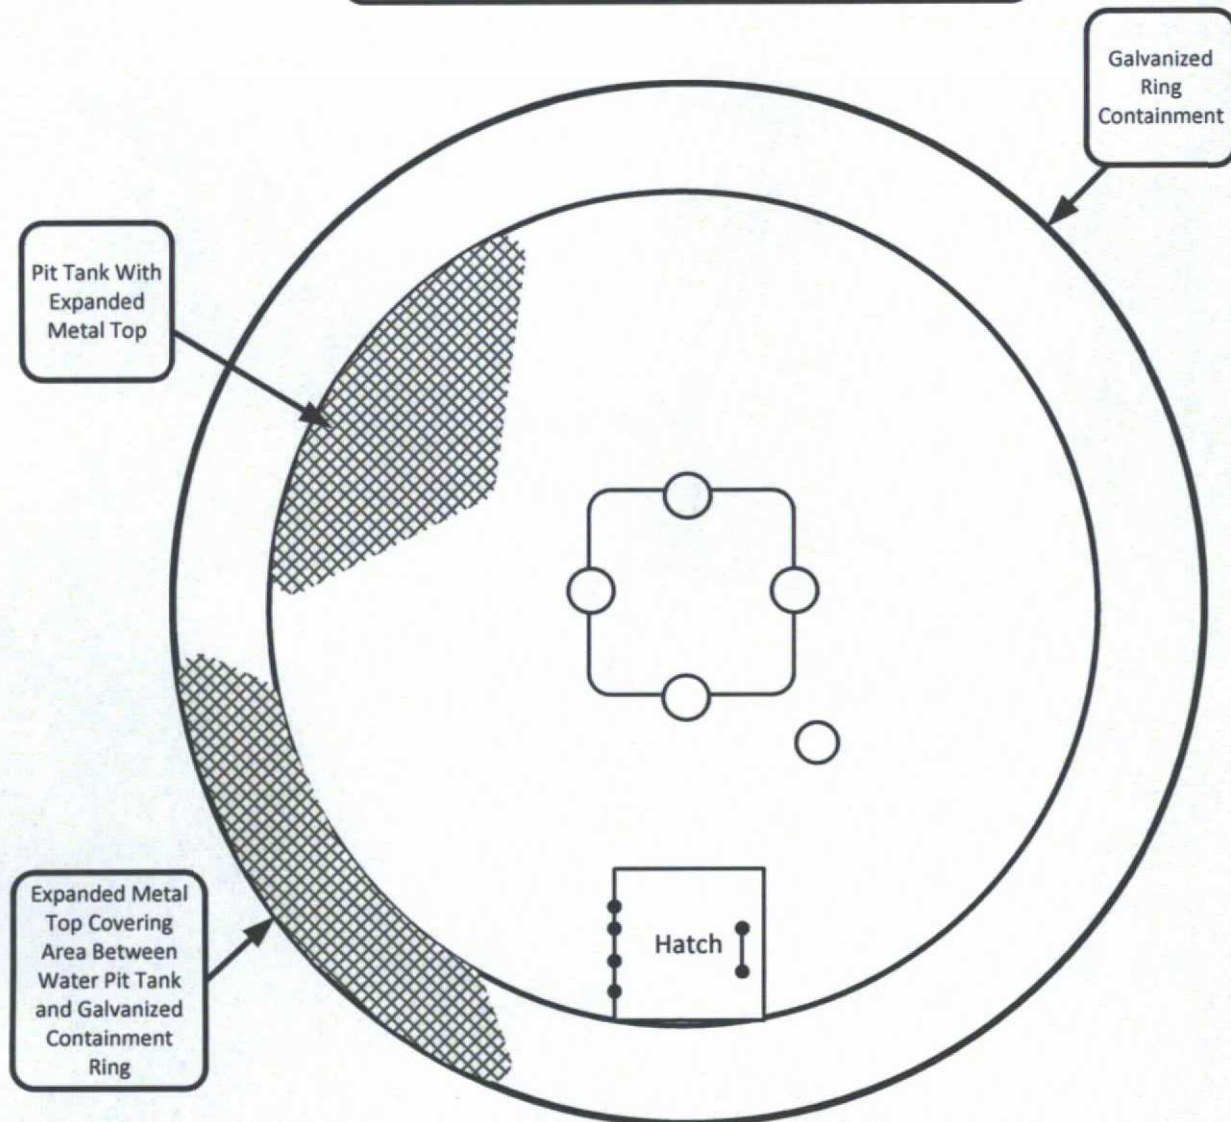 Galvanized
Ring
Containment
Pit Tank With
Expanded
Metal Top
Expanded Metal
Top Covering
Area Between
Water Pit Tank
and Galvanized
Containment
Ring
Hatch